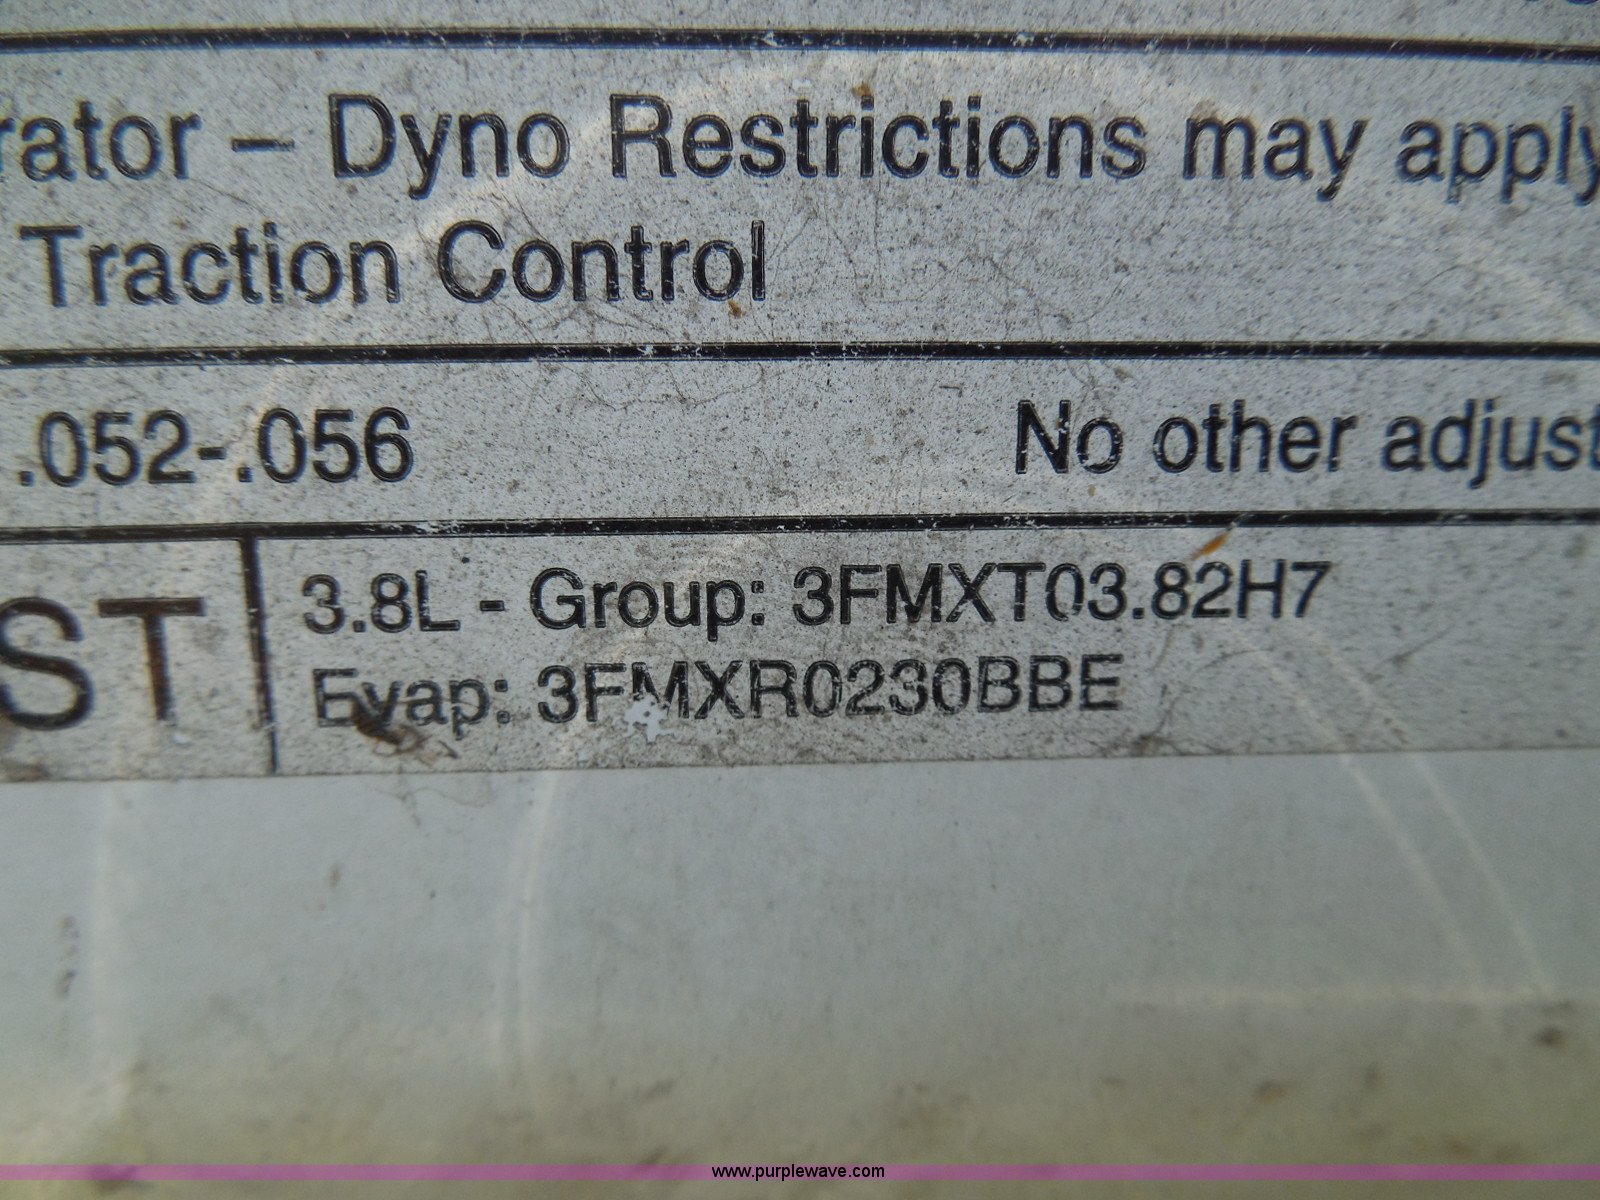 rator – Dyno Restrictions may apply
Traction Control
.052-.056 No other adjust
ST
3.8L - Group: 3FMXT03.82H7
Evap: 3FMXR0230BBE
www.purplewave.com